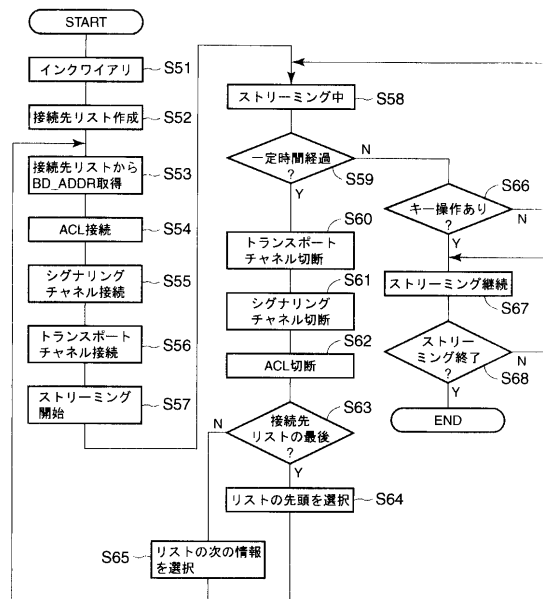 START
インクワイアリ
S51
接続先リスト作成
S52
接続先リストから
BD_ADDR取得
S53
ACL接続
S54
シグナリング
チャネル接続
S55
トランスポート
チャネル接続
S56
ストリーミング
開始
S57
ストリーミング中
S58
一定時間経過
?
S59
N
Y
S60
トランスポート
チャネル切断
S61
シグナリング
チャネル切断
S62
ACL切断
S63
接続先
リストの最後
?
N
Y
リストの先頭を選択
S64
S65
リストの次の情報
を選択
S66
キー操作あり
?
N
Y
ストリーミング継続
S67
ストリー
ミング終了
?
S68
N
Y
END